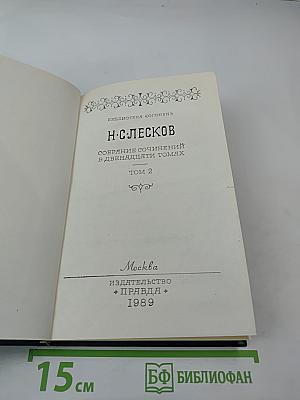 БИБЛИОТЕКА «ОГОНЕК»
Н·С·ЛЕСКОВ
СОБРАНИЕ СОЧИНЕНИЙ
В ДВЕНАДЦАТИ ТОМАХ
ТОМ 2
Москва
ИЗДАТЕЛЬСТВО
«ПРАВДА»
1989
15 см
БФ БИБЛИОФАН